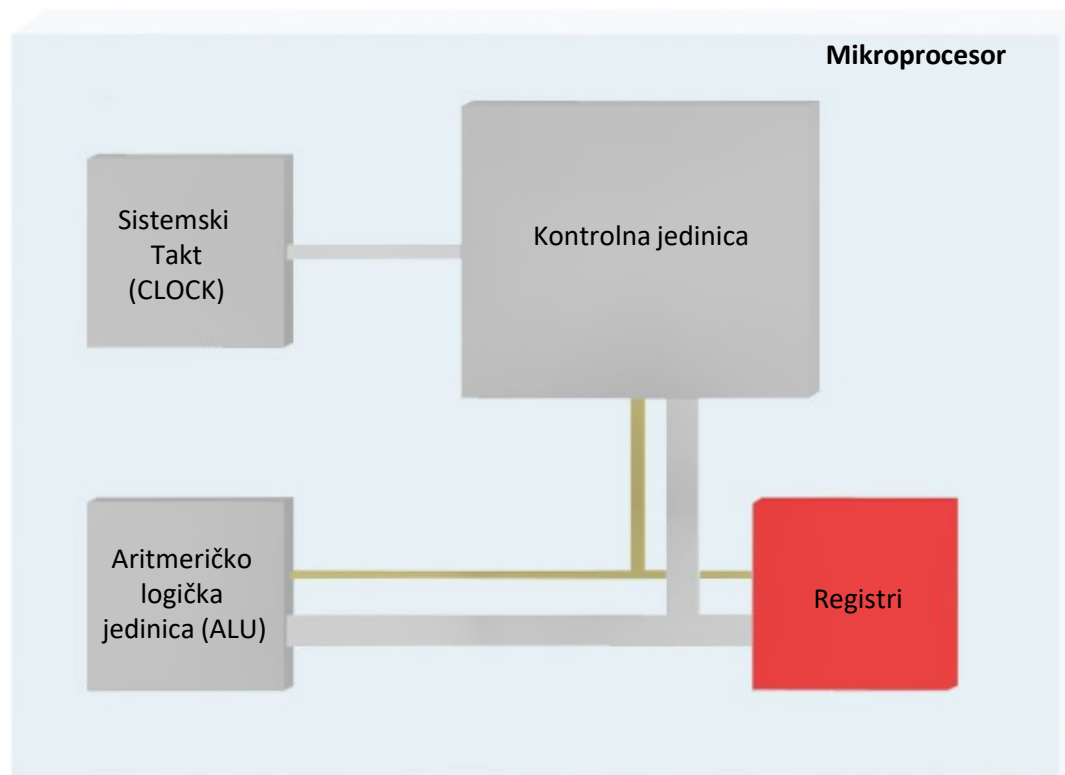 Mikroprocesor
Sistemski
Takt
(CLOCK)
Kontrolna jedinica
Aritmeričko
logička
jedinica (ALU)
Registri